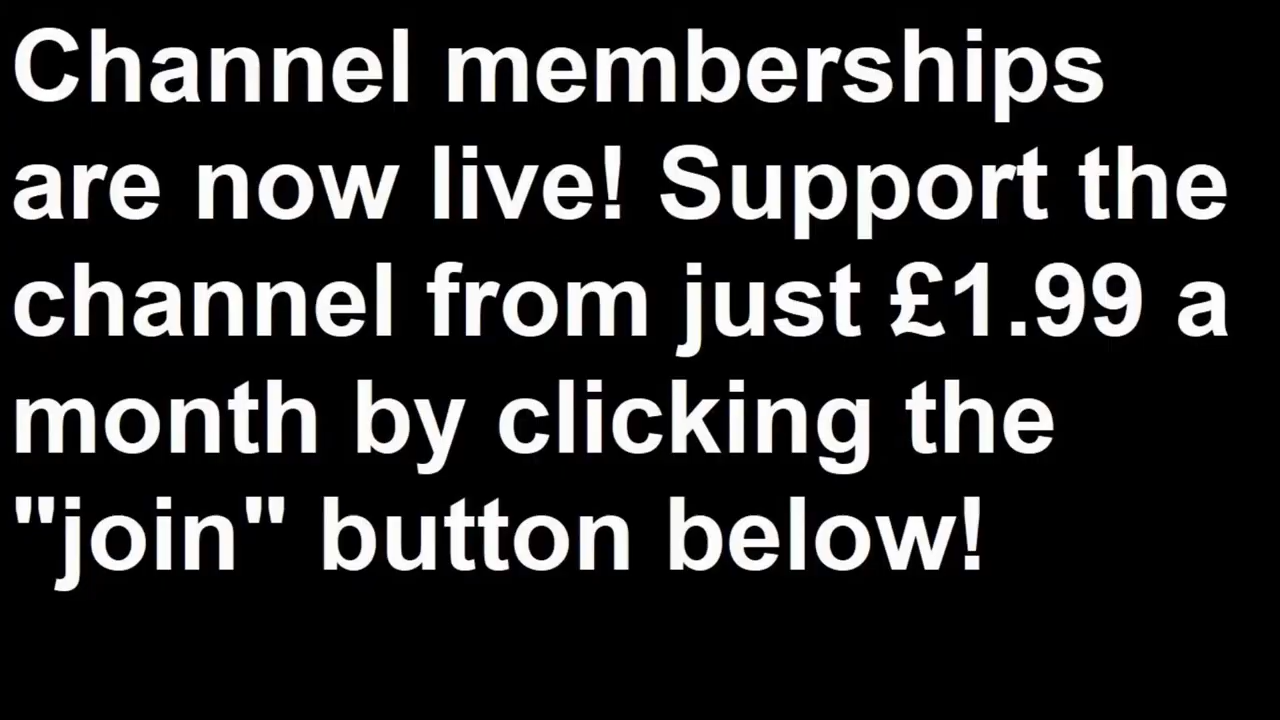 Channel memberships
are now live! Support the
channel from just £1.99 a
month by clicking the
"join" button below!